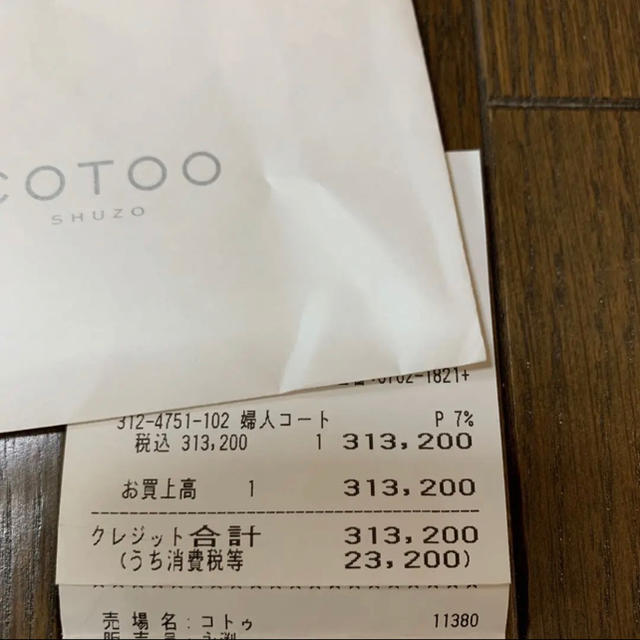 COTOO
SHUZO
-1821+
312-4751-102 婦人コート P 7%
税込 313,200 1 313,200
お買上高 1 313,200
クレジット合計 313,200
(うち消費税等 23,200)
売場名:コトゥ 11380